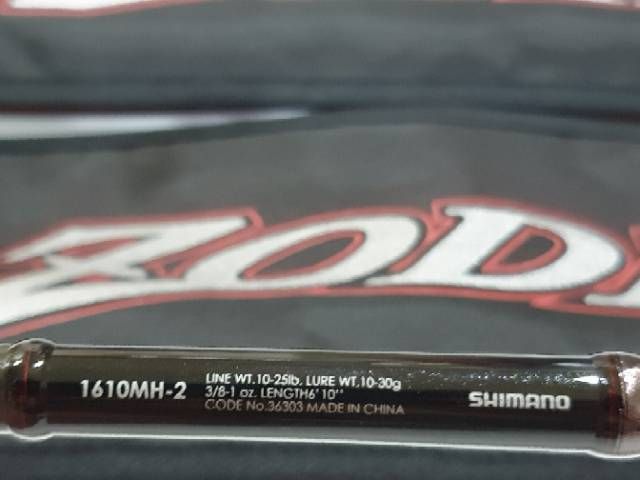 ZODI
1610MH-2
LINE WT.10-25lb. LURE WT.10-30g
3/8-1 oz. LENGTH6'10''
CODE No.36303 MADE IN CHINA
SHIMANO